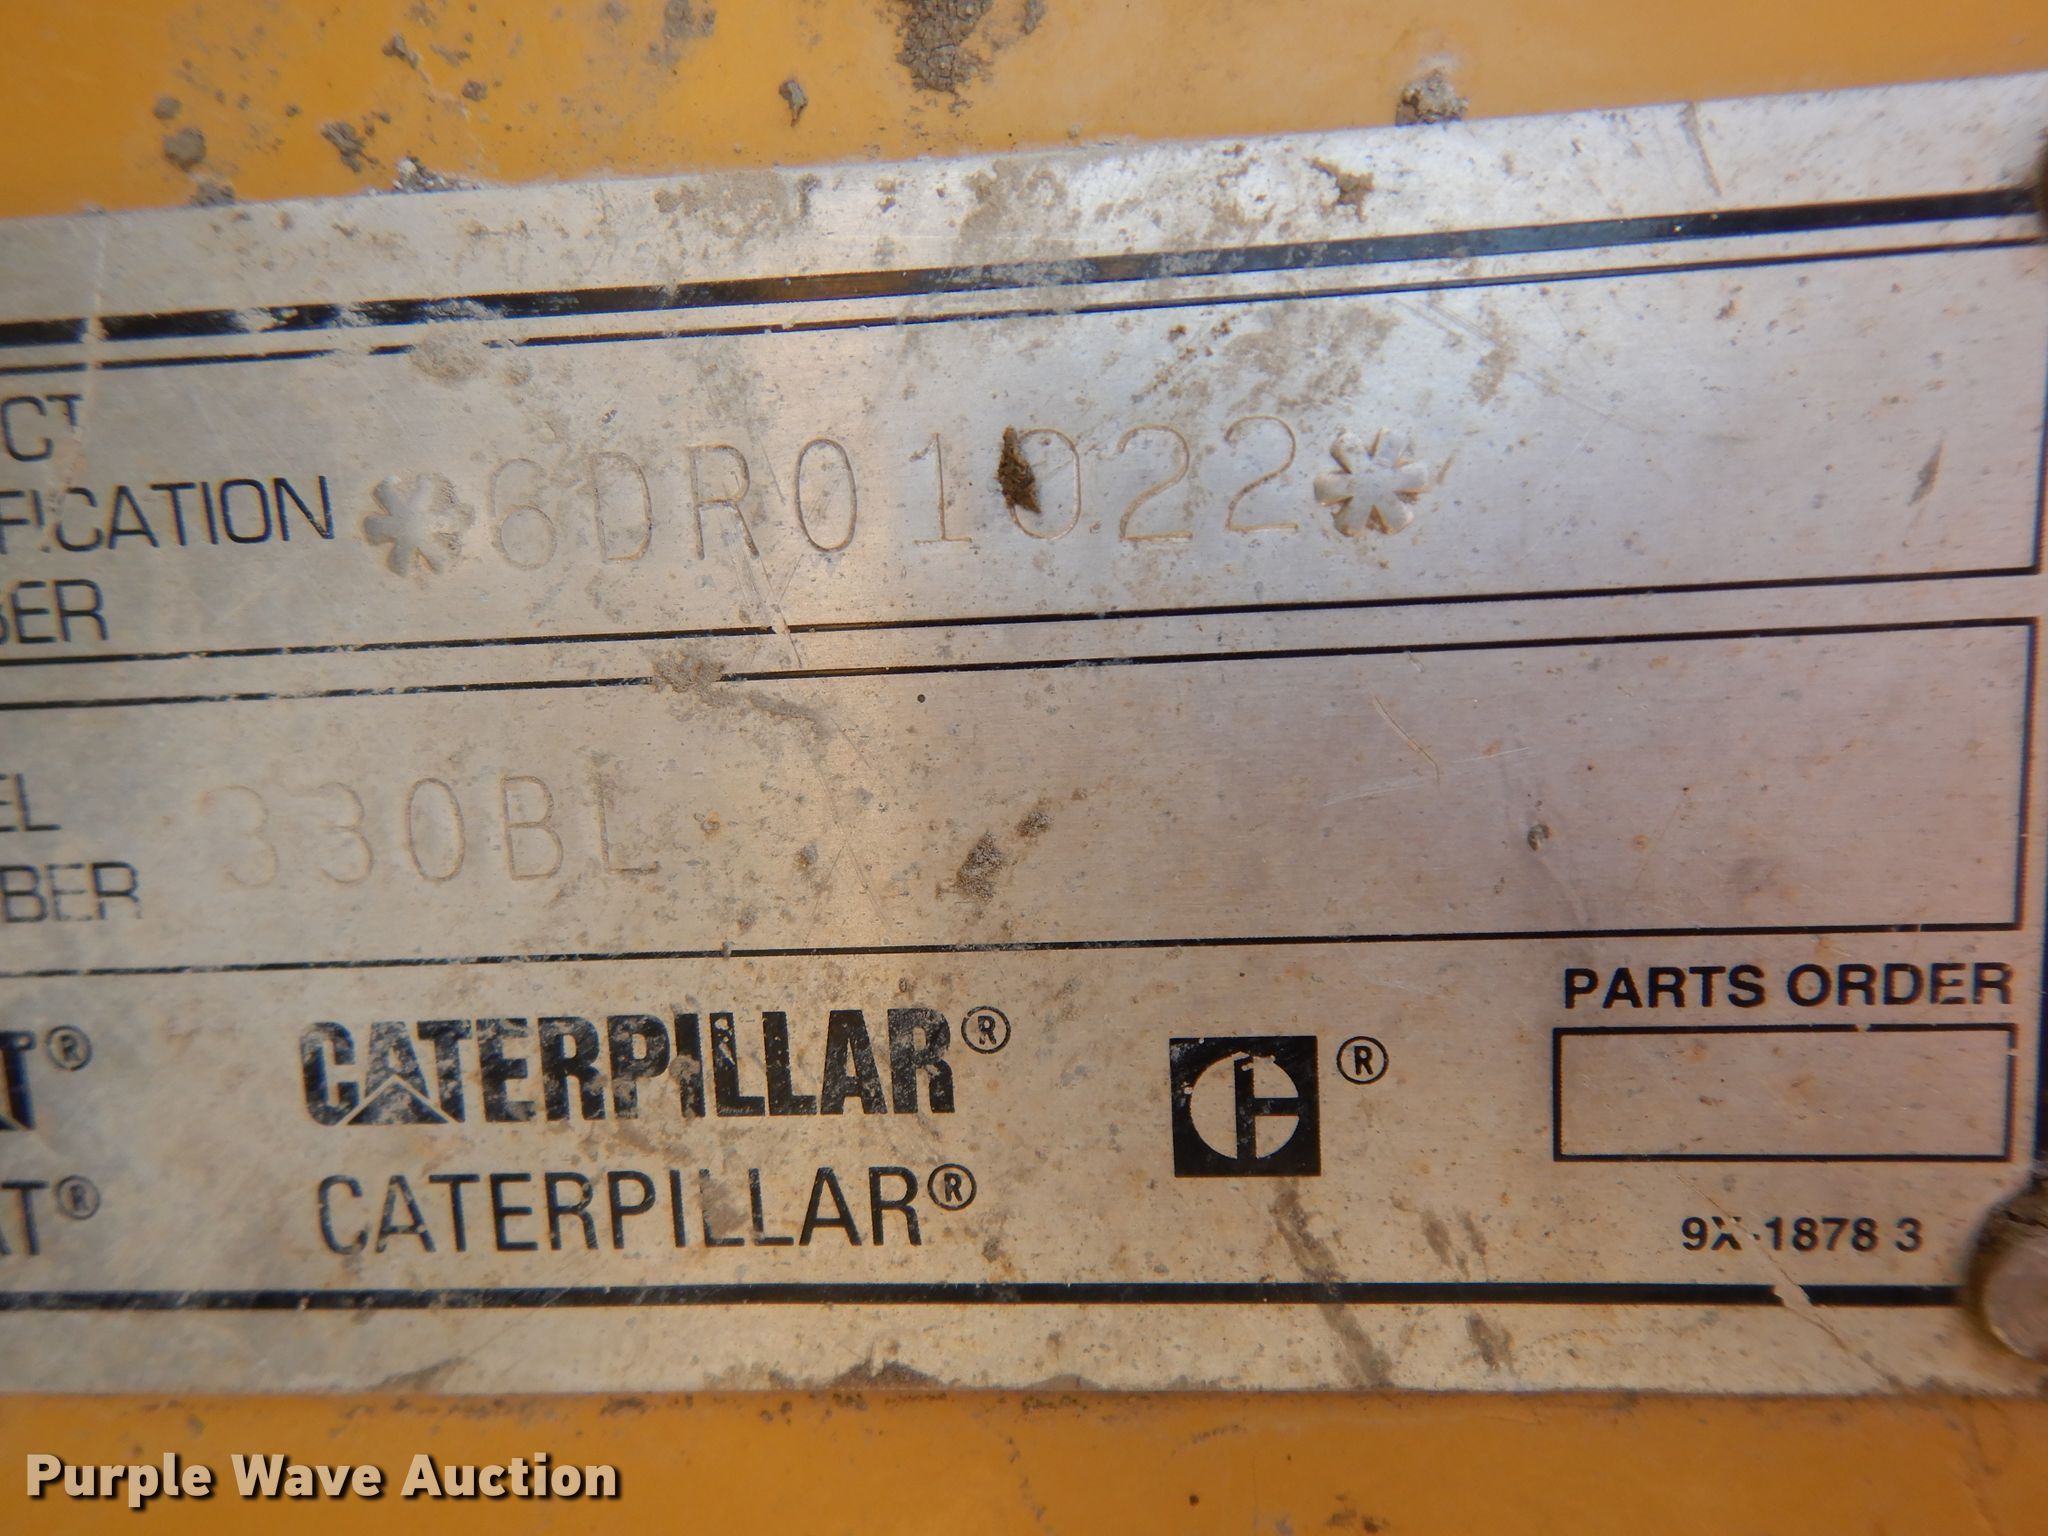 CT
FICATION *6DR01022*
BER
EL
BER 330BL
T® CATERPILLAR® ® PARTS ORDER
AT® CATERPILLAR®
9X-1878 3
Purple Wave Auction